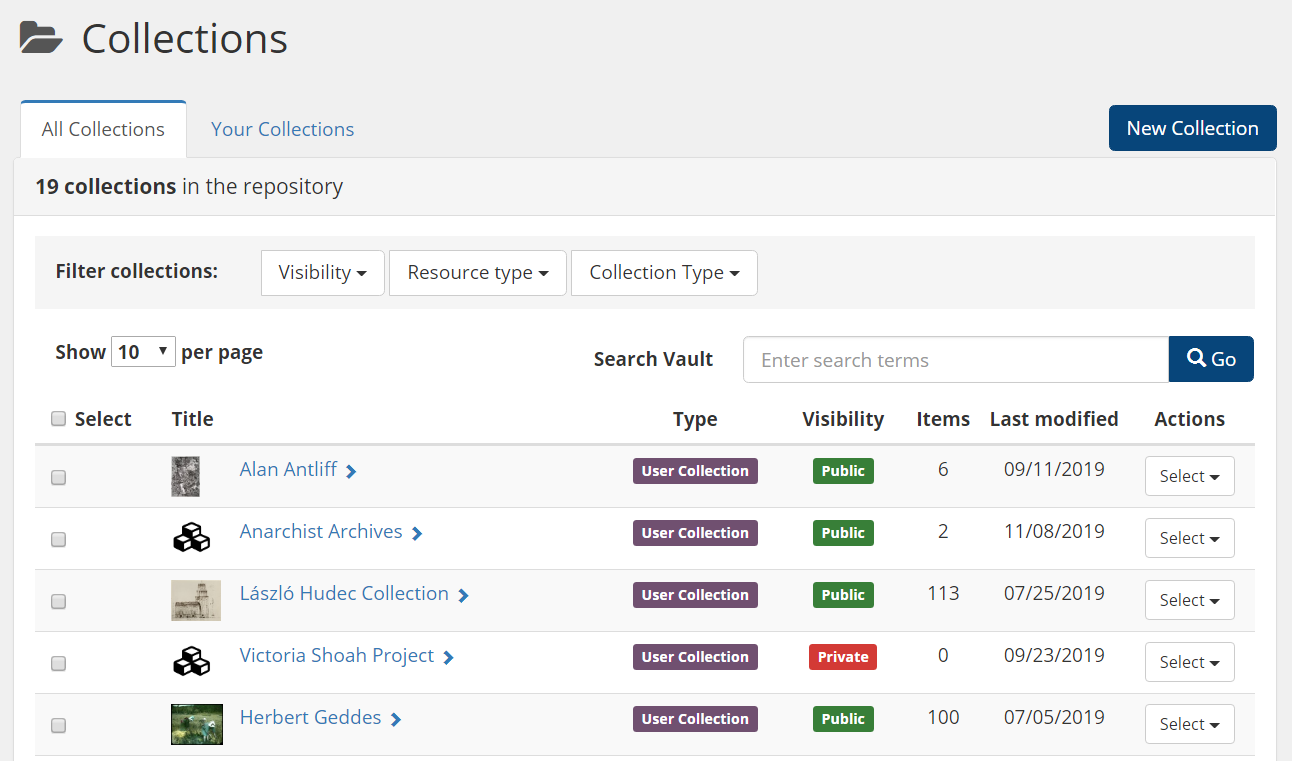 Collections
All Collections Your Collections New Collection
19 collections in the repository
Filter collections: Visibility Resource type Collection Type
Show 10 per page Search Vault Enter search terms Go
Select Title Type Visibility Items Last modified Actions
Alan Antliff User Collection Public 6 09/11/2019 Select
Anarchist Archives User Collection Public 2 11/08/2019 Select
László Hudec Collection User Collection Public 113 07/25/2019 Select
Victoria Shoah Project User Collection Private 0 09/23/2019 Select
Herbert Geddes User Collection Public 100 07/05/2019 Select